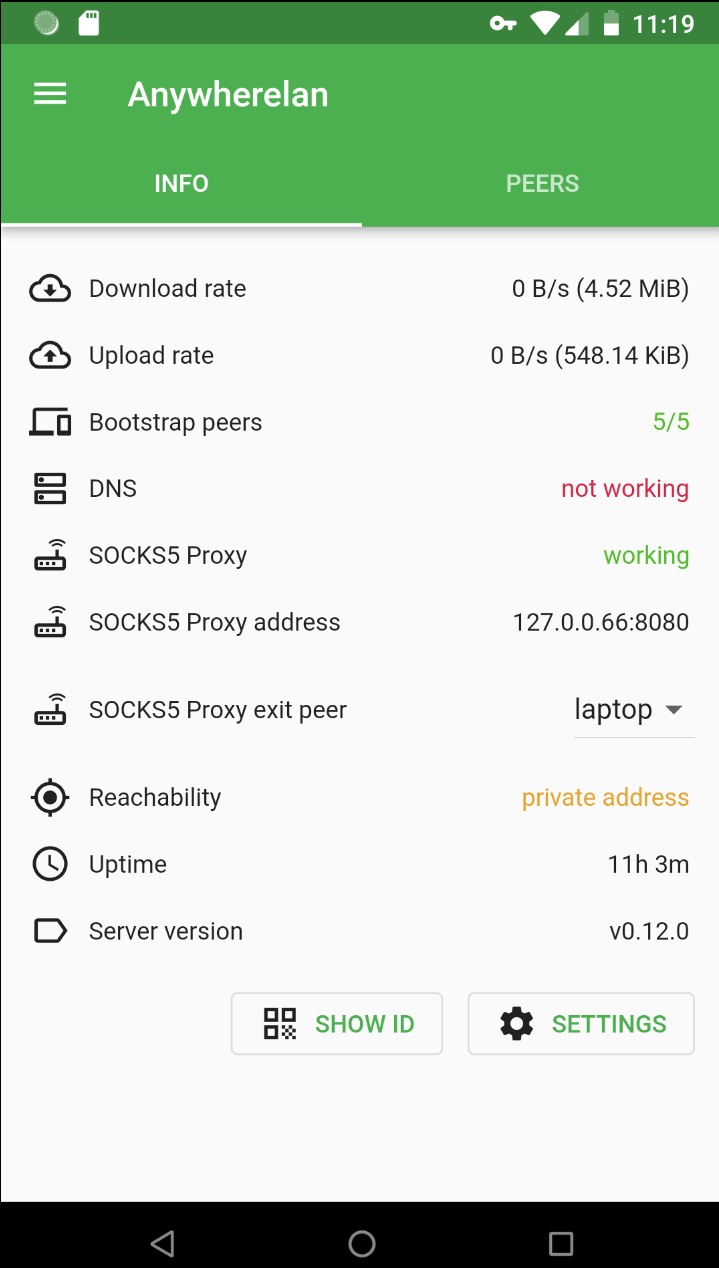 11:19
Anywherelan
INFO PEERS
Download rate 0 B/s (4.52 MiB)
Upload rate 0 B/s (548.14 KiB)
Bootstrap peers 5/5
DNS not working
SOCKS5 Proxy working
SOCKS5 Proxy address 127.0.0.66:8080
SOCKS5 Proxy exit peer laptop
Reachability private address
Uptime 11h 3m
Server version v0.12.0
SHOW ID SETTINGS